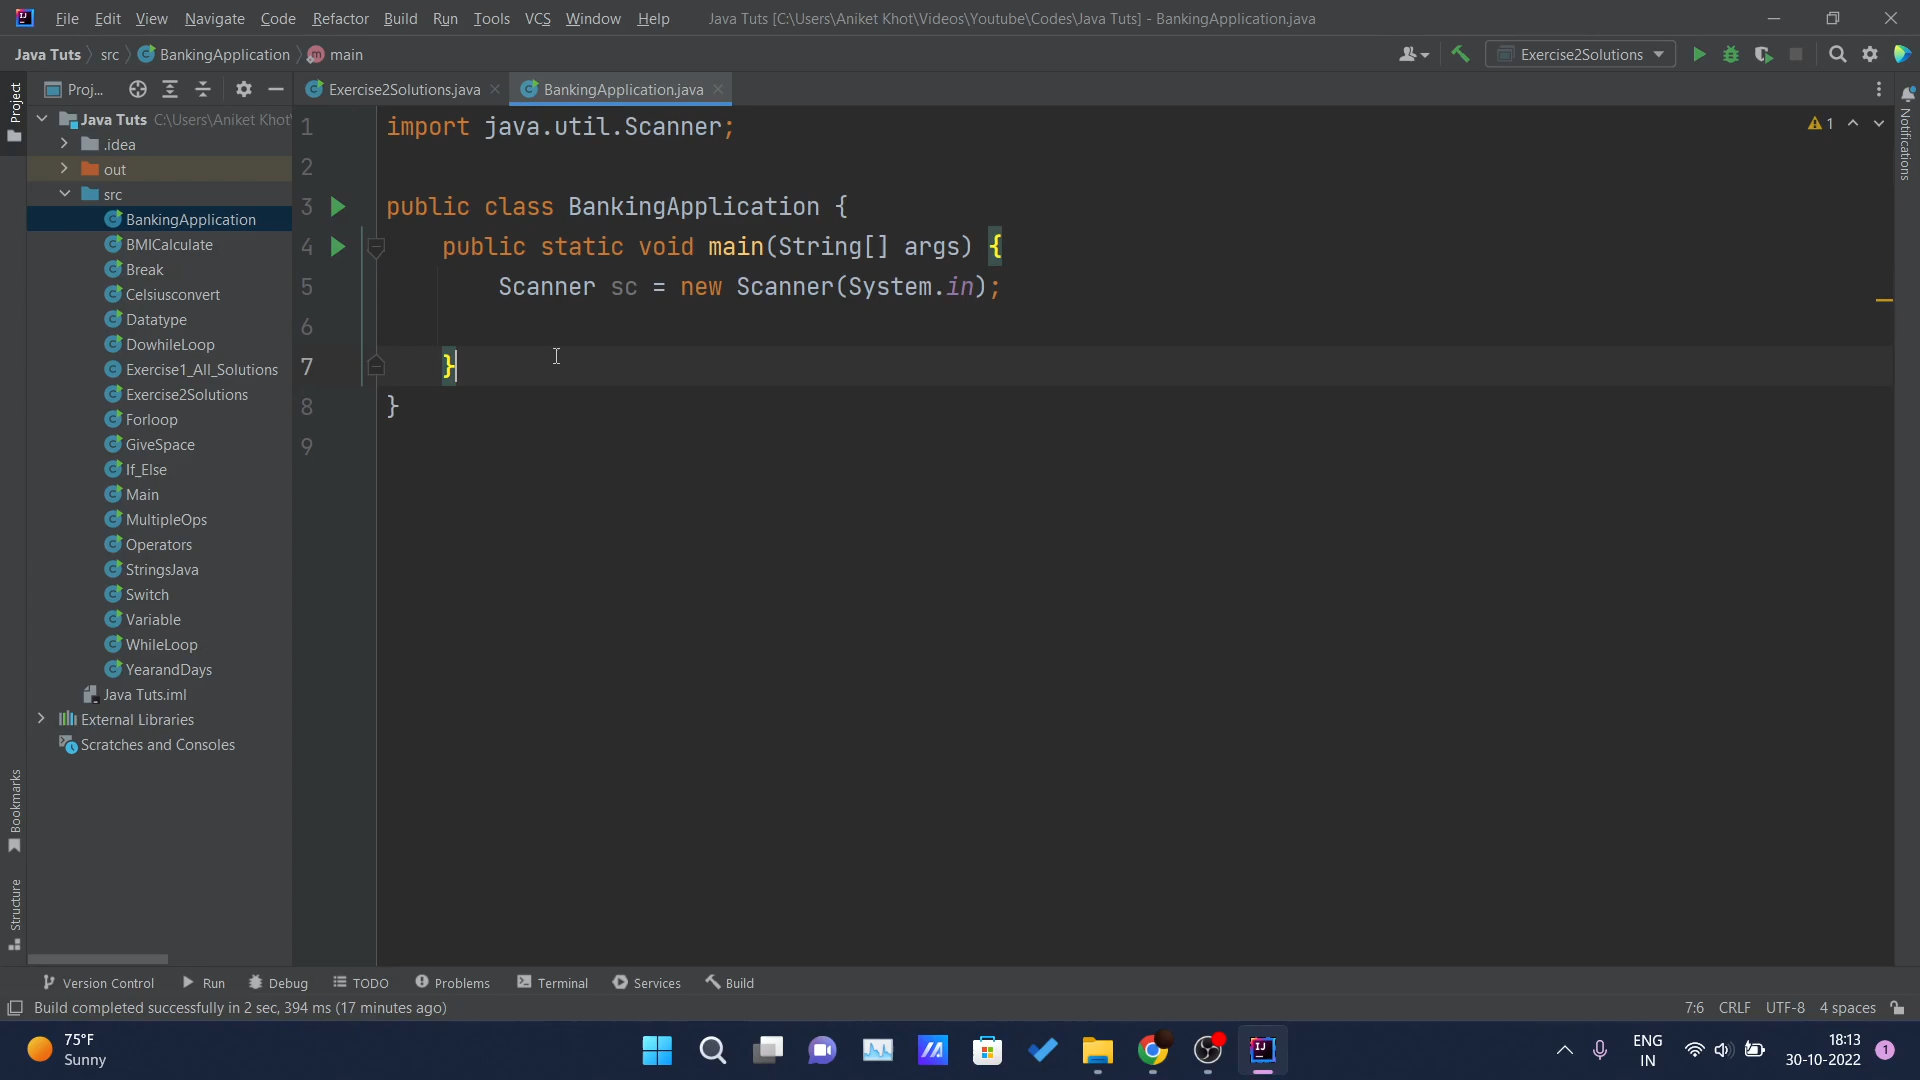 File Edit View Navigate Code Refactor Build Run Tools VCS Window Help Java Tuts [C:\Users\Aniket Khot\Videos\Youtube\Codes\Java Tuts] - BankingApplication.java
Java Tuts src BankingApplication main Exercise2Solutions
Proj... Exercise2Solutions.java BankingApplication.java
Project
Java Tuts C:\Users\Aniket Khot\
.idea
out
src
BankingApplication
BMICalculate
Break
Celsiusconvert
Datatype
DowhileLoop
Exercise1_All_Solutions
Exercise2Solutions
Forloop
GiveSpace
If_Else
Main
MultipleOps
Operators
StringsJava
Switch
Variable
WhileLoop
YearandDays
Java Tuts.iml
External Libraries
Scratches and Consoles
Bookmarks
Structure
1 import java.util.Scanner;
2
3 public class BankingApplication {
4 public static void main(String[] args) {
5 Scanner sc = new Scanner(System.in);
6
7 }
8 }
9
1
Notifications
Version Control Run Debug TODO Problems Terminal Services Build
Build completed successfully in 2 sec, 394 ms (17 minutes ago) 7:6 CRLF UTF-8 4 spaces
75°F
Sunny
ENG
IN
18:13
30-10-2022
1